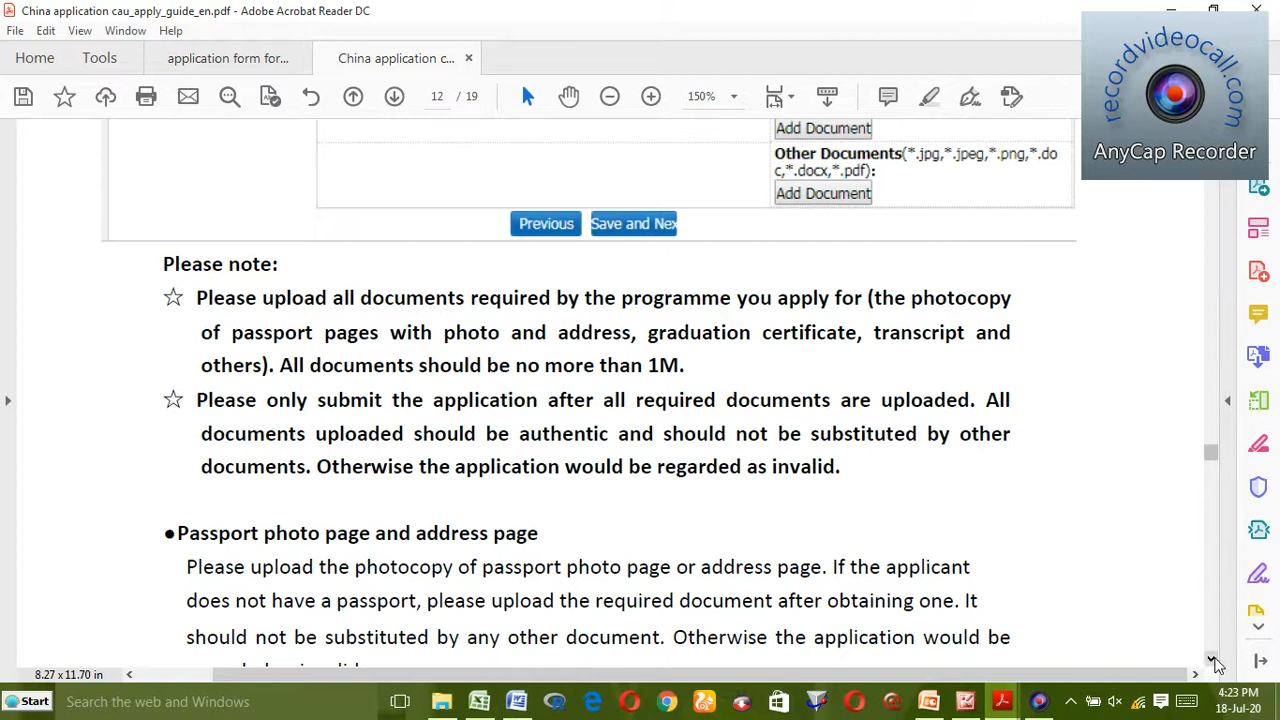 China application cau_apply_guide_en.pdf - Adobe Acrobat Reader DC
File Edit View Window Help
Home Tools application form for... China application c... ×
12 / 19 150%
recordvideocall.com
AnyCap Recorder
Add Document
Other Documents(*.jpg,*.jpeg,*.png,*.do
c,*.docx,*.pdf):
Add Document
Previous Save and Nex
Please note:
☆ Please upload all documents required by the programme you apply for (the photocopy
of passport pages with photo and address, graduation certificate, transcript and
others). All documents should be no more than 1M.
☆ Please only submit the application after all required documents are uploaded. All
documents uploaded should be authentic and should not be substituted by other
documents. Otherwise the application would be regarded as invalid.
●Passport photo page and address page
Please upload the photocopy of passport photo page or address page. If the applicant
does not have a passport, please upload the required document after obtaining one. It
should not be substituted by any other document. Otherwise the application would be
8.27 x 11.70 in
Start Search the web and Windows 4:23 PM
18-Jul-20